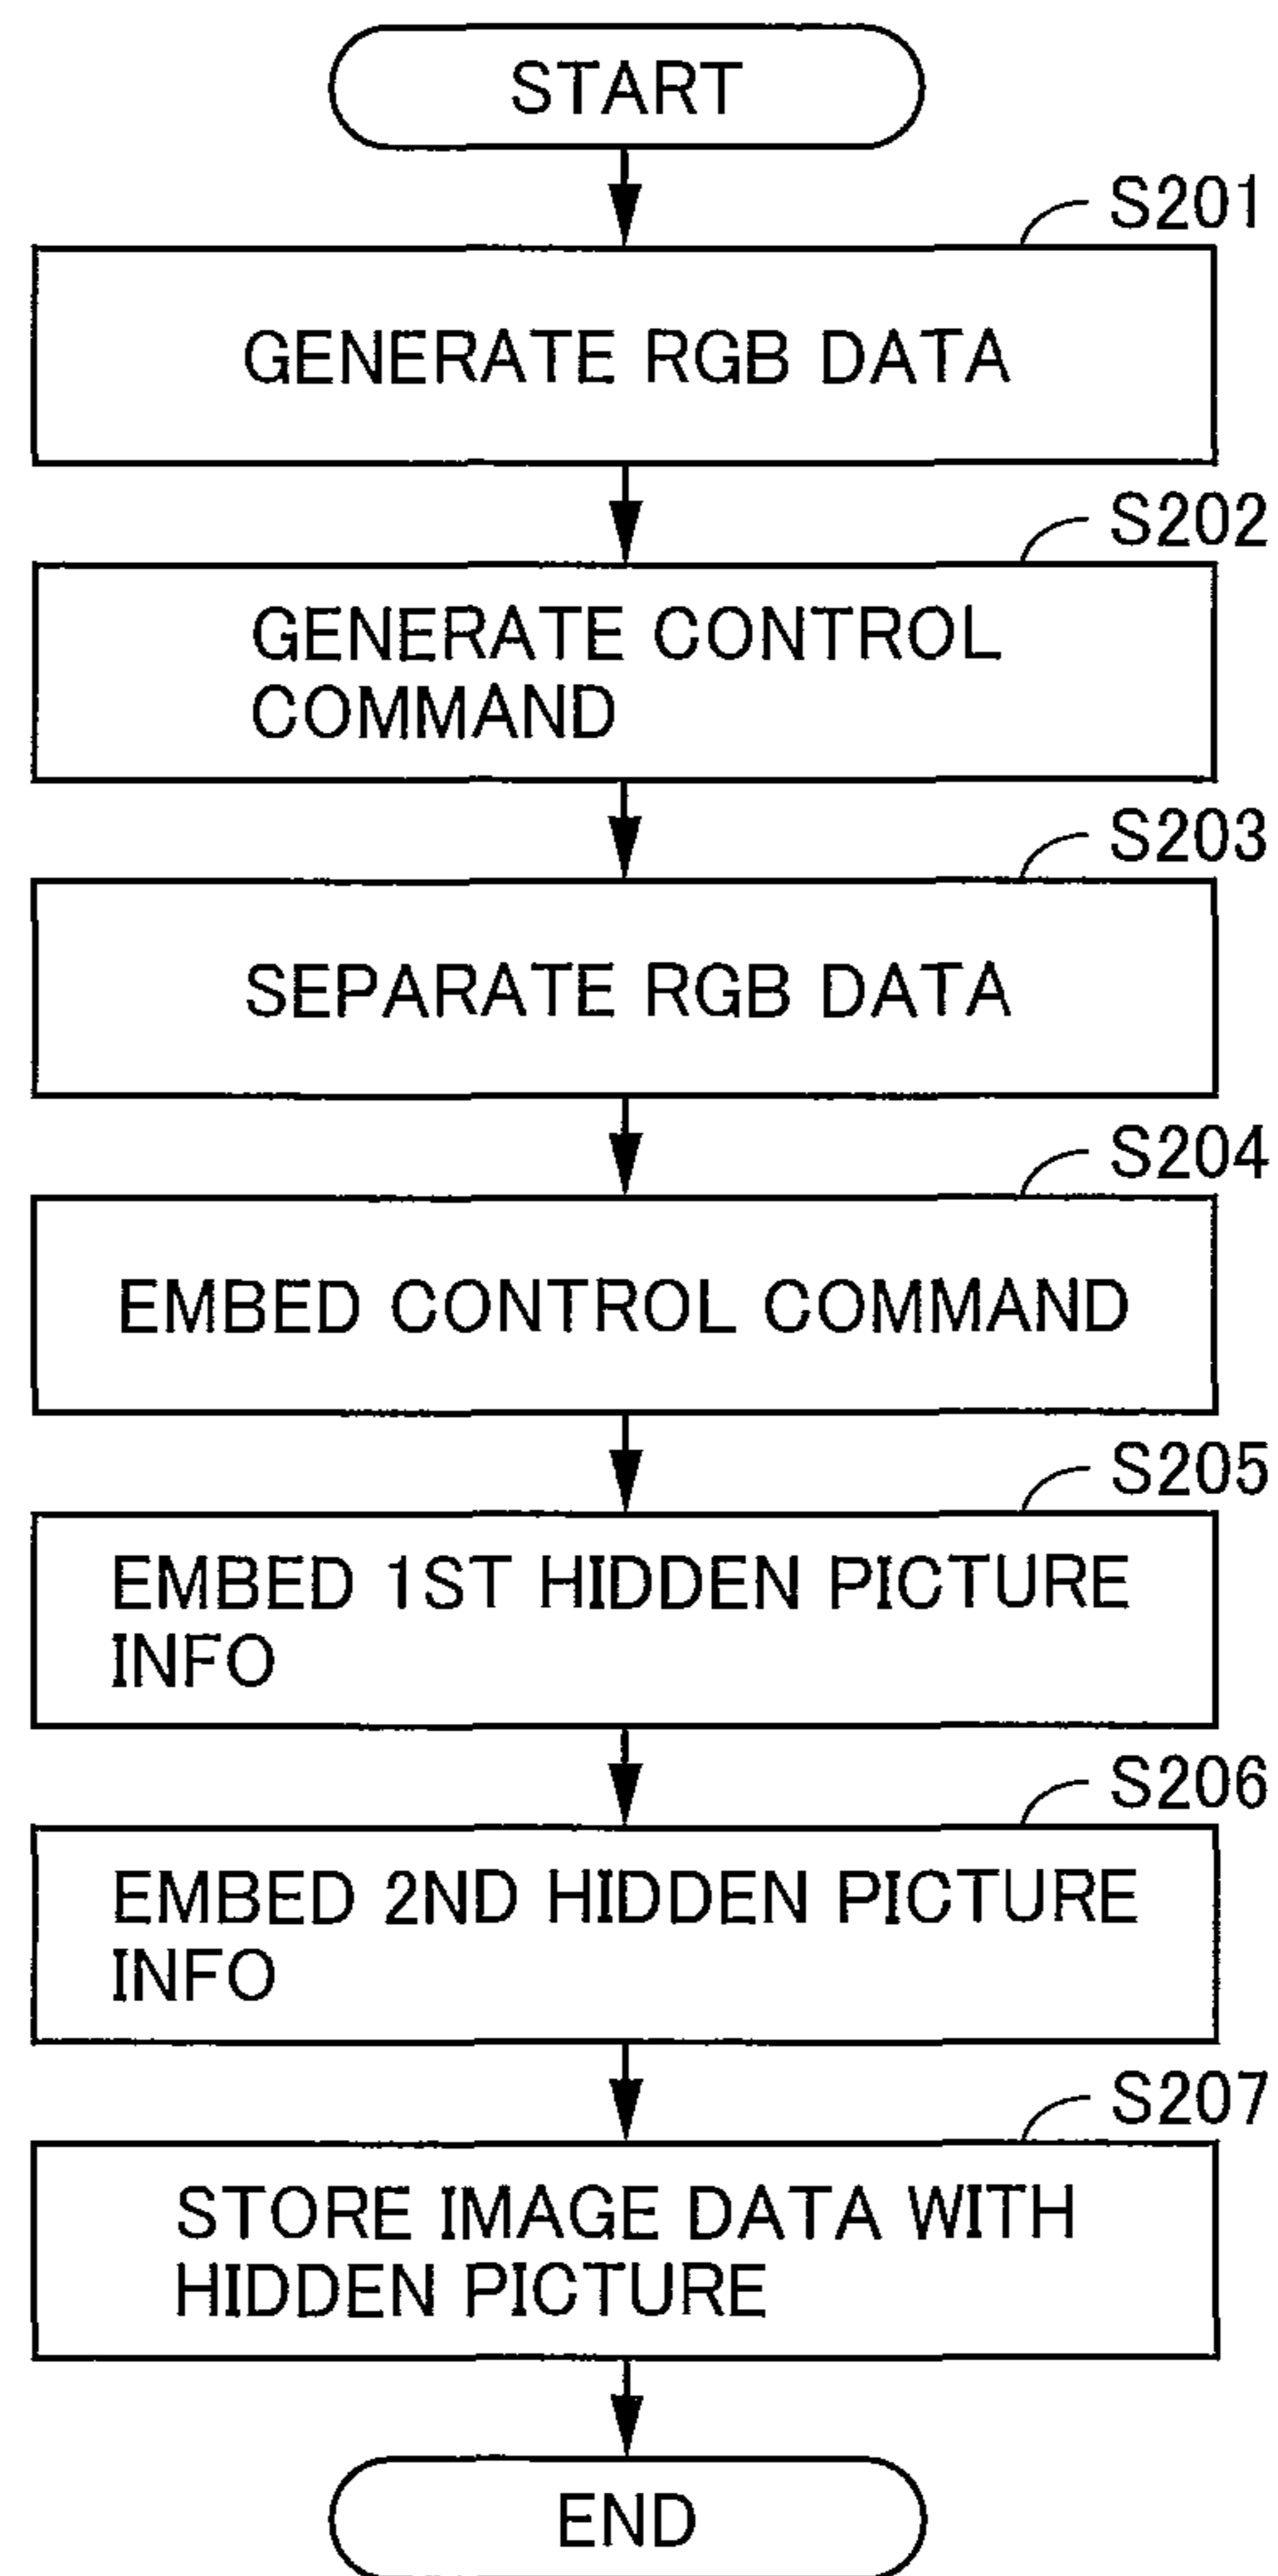 START
S201
GENERATE RGB DATA
S202
GENERATE CONTROL
COMMAND
S203
SEPARATE RGB DATA
S204
EMBED CONTROL COMMAND
S205
EMBED 1ST HIDDEN PICTURE
INFO
S206
EMBED 2ND HIDDEN PICTURE
INFO
S207
STORE IMAGE DATA WITH
HIDDEN PICTURE
END